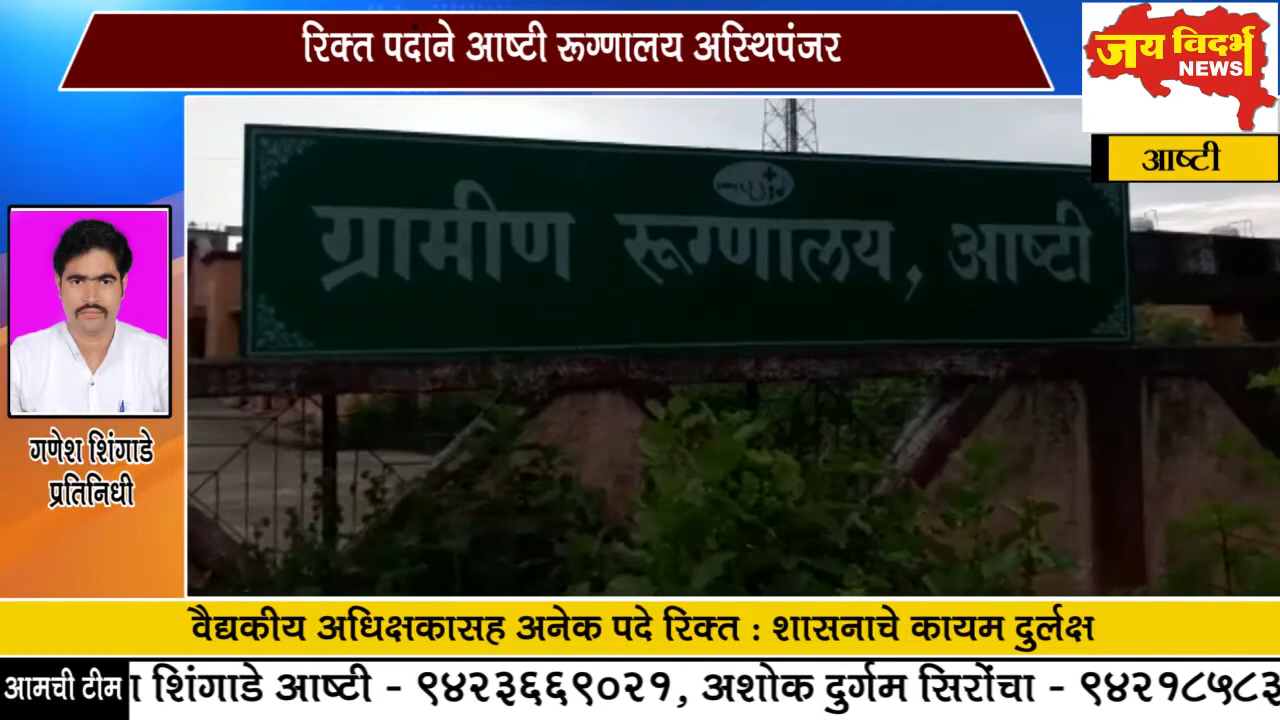 रिक्त पदाने आष्टी रूग्णालय अस्थिपंजर
जय विदर्भ
NEWS
आष्टी
ग्रामीण रूग्णालय, आष्टी
गणेश शिंगाडे
प्रतिनिधी
वैद्यकीय अधिक्षकासह अनेक पदे रिक्त : शासनाचे कायम दुर्लक्ष
आमची टीम
शिंगाडे आष्टी - ९४२३६६९०२१, अशोक दुर्गम सिरोंचा - ९४२१८५८३